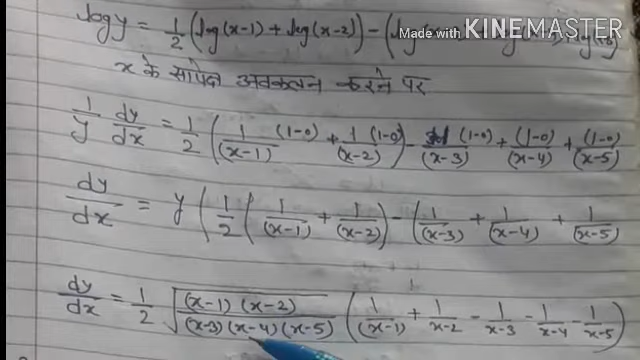 log y = 1/2 (log(x-1) + log(x-2)) - (log
MADE WITH KINEMASTER
x के सापेक्ष अवकलन करने पर
1/y dy/dx = 1/2 ( 1/(x-1) (1-0) + 1/(x-2) (1-0) ) - (1-0)/(x-3) + (1-0)/(x-4) + (1-0)/(x-5)
dy/dx = y ( 1/2 ( 1/(x-1) + 1/(x-2) ) - ( 1/(x-3) + 1/(x-4) + 1/(x-5)
dy/dx = 1/2 √( (x-1) (x-2) / (x-3) (x-4) (x-5) ) ( 1/(x-1) + 1/x-2 - 1/x-3 - 1/x-4 - 1/x-5 )